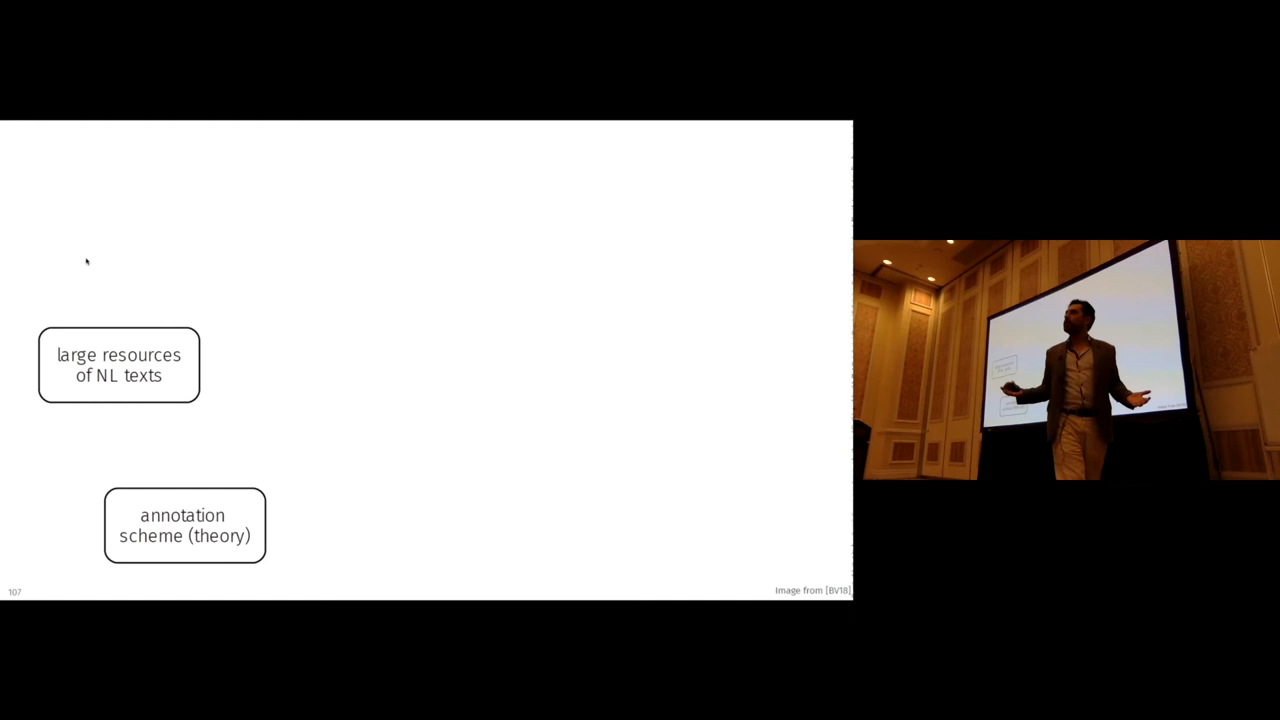 large resources
of NL texts
annotation
scheme (theory)
107
Image from [BV18]